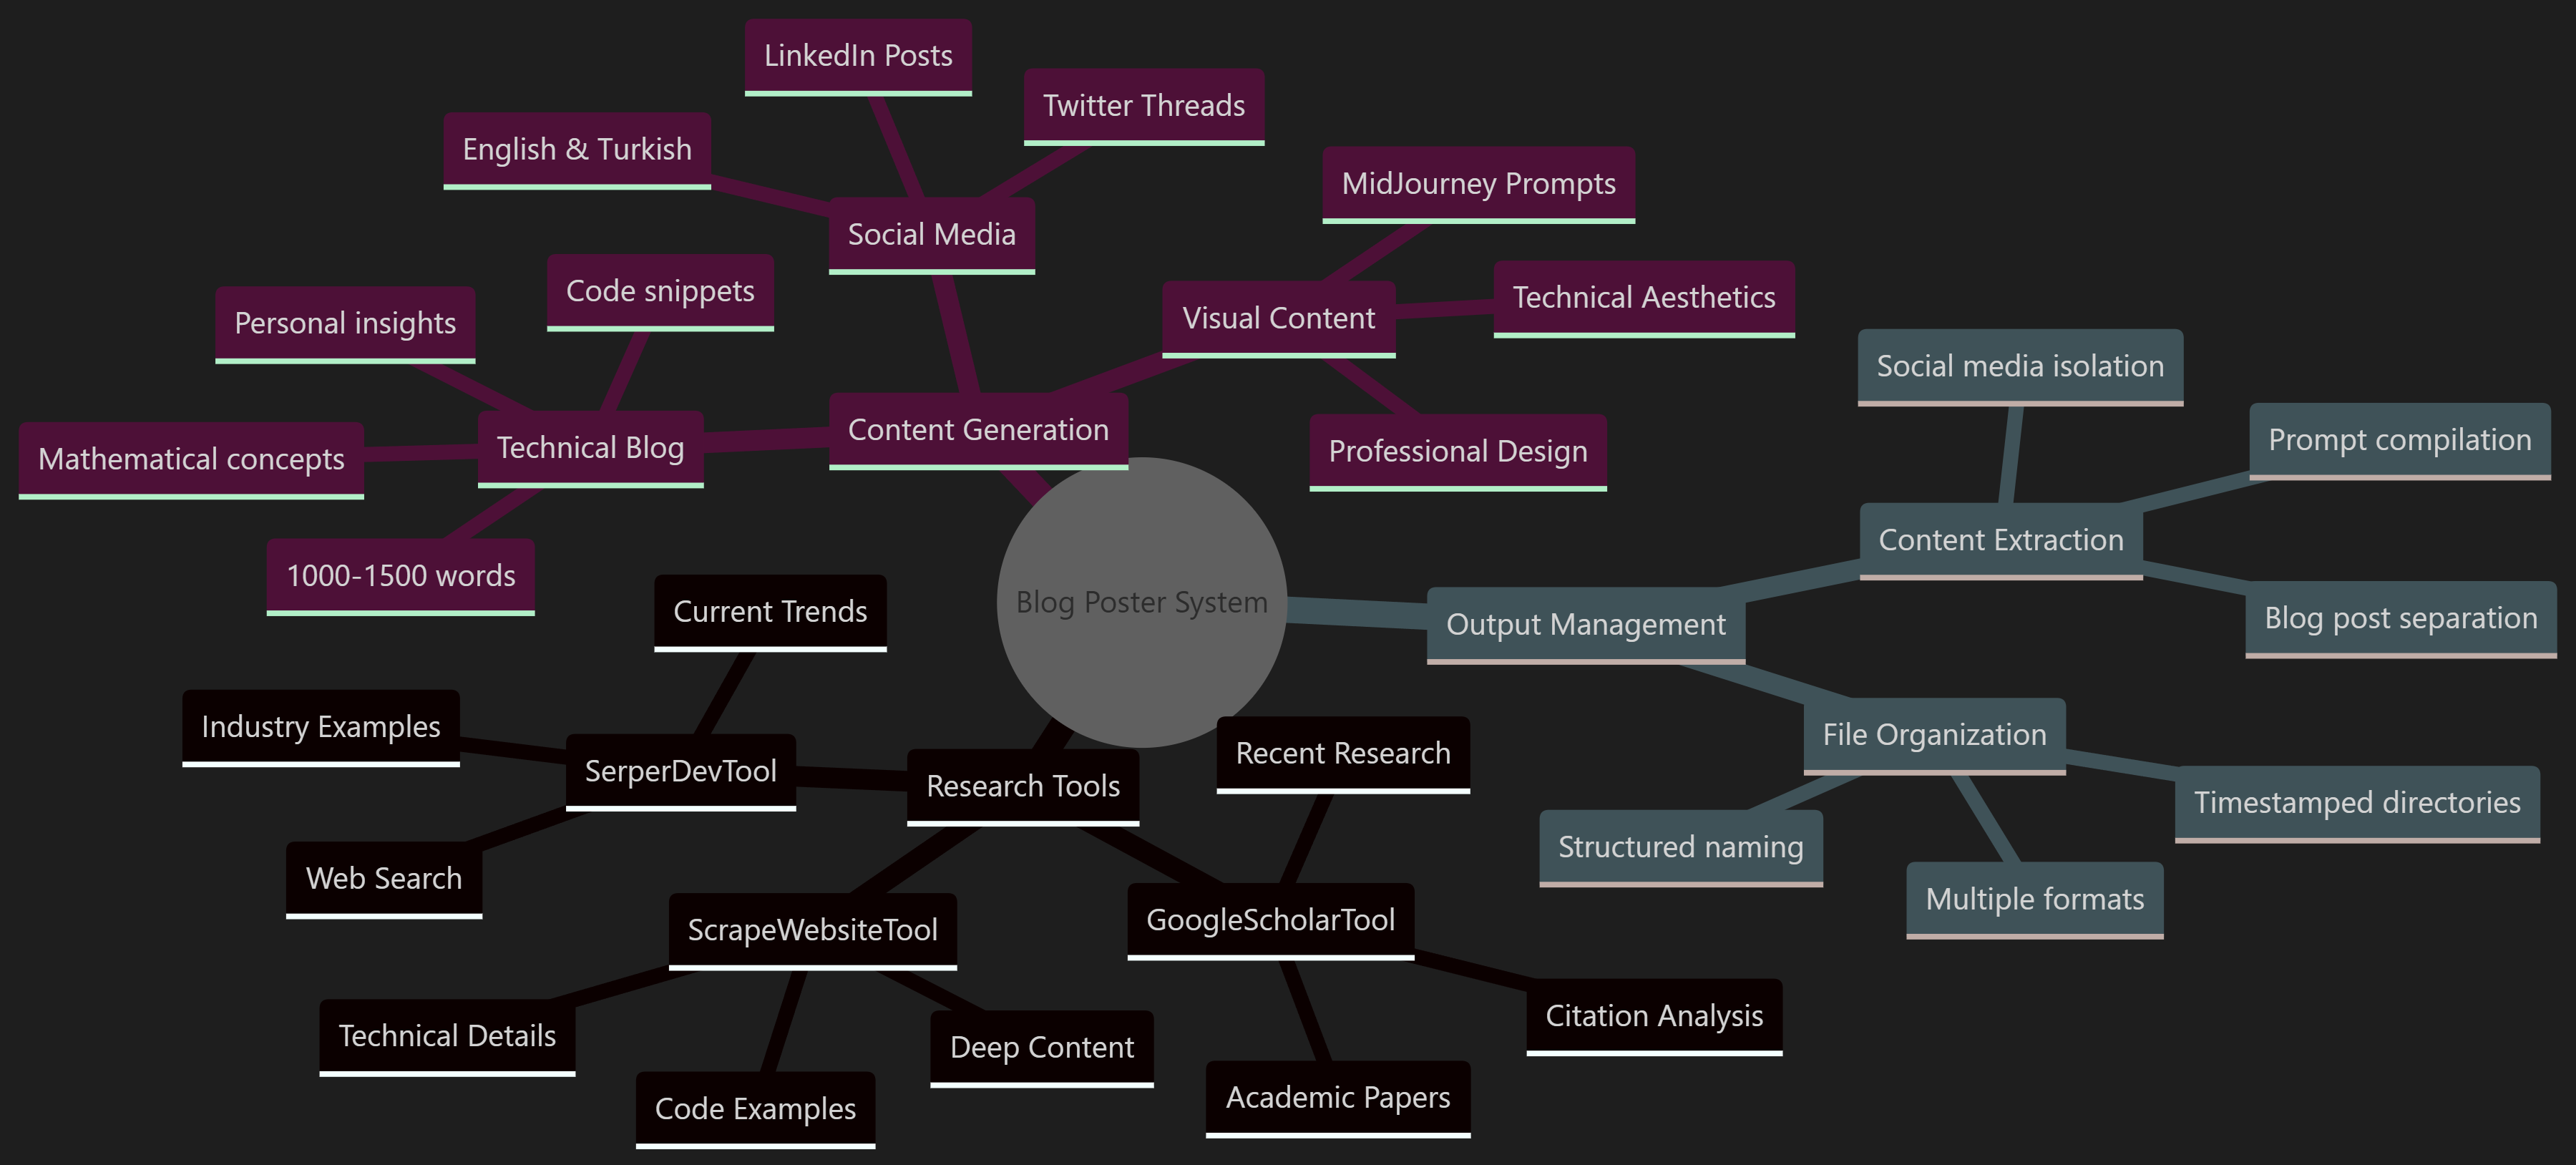 LinkedIn Posts
Twitter Threads
English & Turkish
MidJourney Prompts
Social Media
Code snippets
Technical Aesthetics
Personal insights
Visual Content
Social media isolation
Content Generation
Prompt compilation
Technical Blog
Professional Design
Mathematical concepts
Content Extraction
1000-1500 words
Blog Poster System
Current Trends
Blog post separation
Output Management
Industry Examples
File Organization
Recent Research
SerperDevTool
Research Tools
Timestamped directories
Structured naming
Web Search
Multiple formats
GoogleScholarTool
ScrapeWebsiteTool
Citation Analysis
Technical Details
Deep Content
Academic Papers
Code Examples